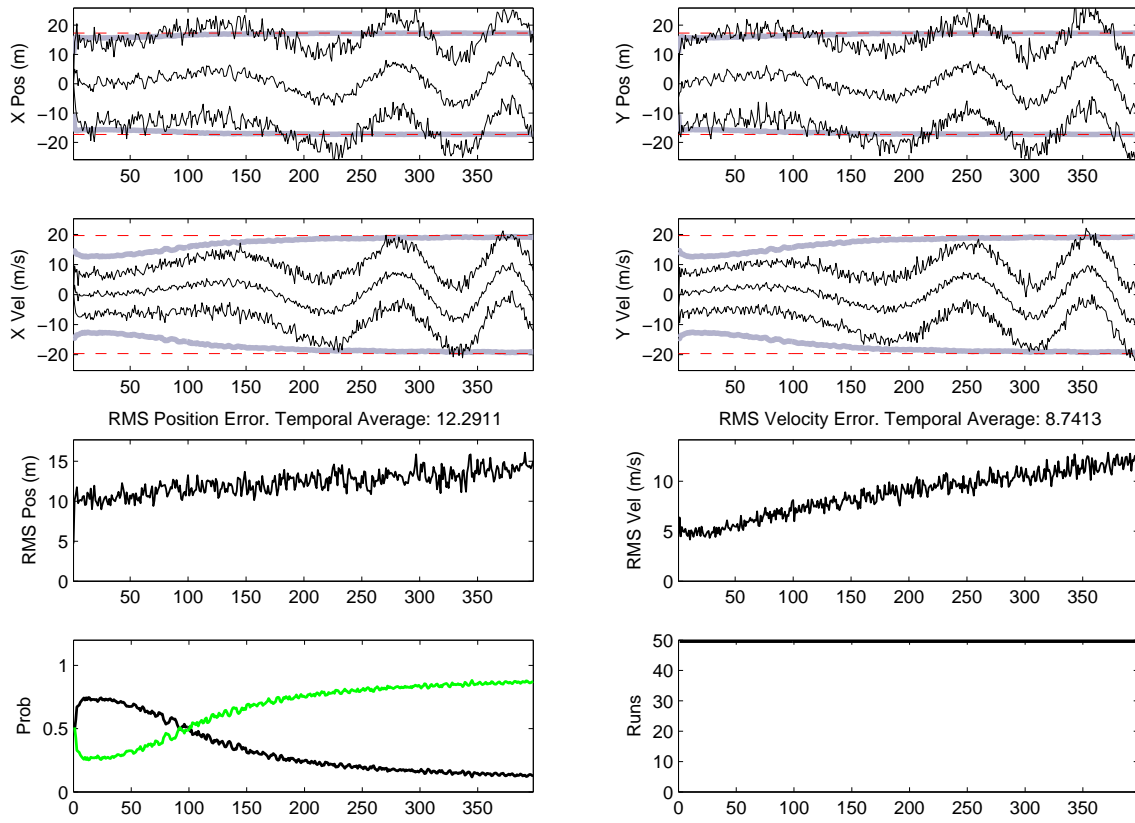 20
10
0
−10
−20
X Pos (m)
50 100 150 200 250 300 350
20
10
0
−10
−20
Y Pos (m)
50 100 150 200 250 300 350
20
10
0
−10
−20
X Vel (m/s)
50 100 150 200 250 300 350
20
10
0
−10
−20
Y Vel (m/s)
50 100 150 200 250 300 350
RMS Position Error. Temporal Average: 12.2911
15
10
5
0
RMS Pos (m)
50 100 150 200 250 300 350
RMS Velocity Error. Temporal Average: 8.7413
10
5
0
RMS Vel (m/s)
50 100 150 200 250 300 350
1
0.5
0
Prob
0 50 100 150 200 250 300 350
50
40
30
20
10
0
Runs
0 50 100 150 200 250 300 350